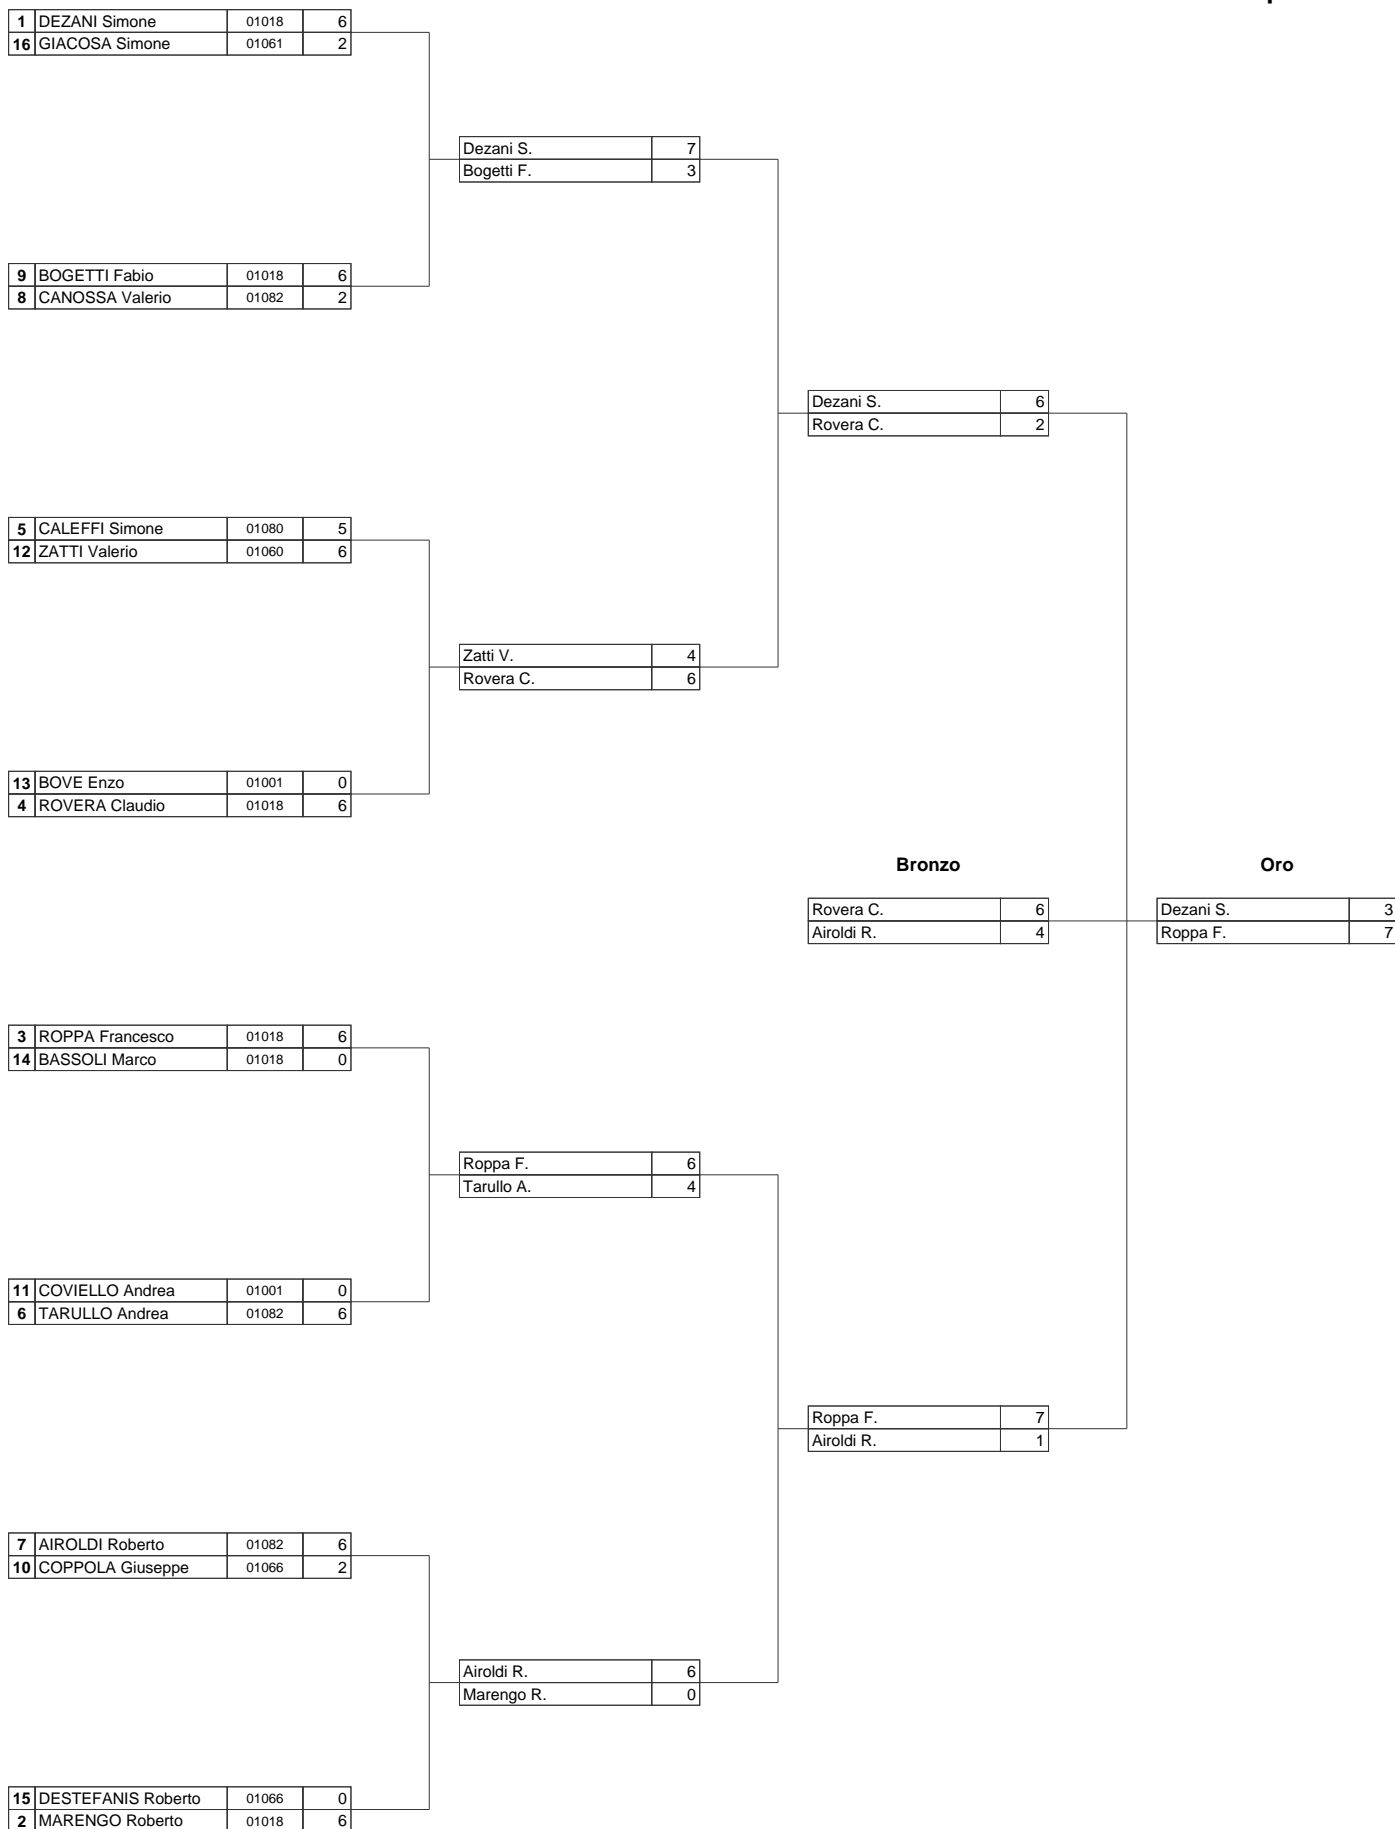 1 DEZANI Simone 01018 6
16 GIACOSA Simone 01061 2
Dezani S. 7
Bogetti F. 3
9 BOGETTI Fabio 01018 6
8 CANOSSA Valerio 01082 2
Dezani S. 6
Rovera C. 2
5 CALEFFI Simone 01080 5
12 ZATTI Valerio 01060 6
Zatti V. 4
Rovera C. 6
13 BOVE Enzo 01001 0
4 ROVERA Claudio 01018 6
Bronzo Oro
Rovera C. 6 Dezani S. 3
Airoldi R. 4 Roppa F. 7
3 ROPPA Francesco 01018 6
14 BASSOLI Marco 01018 0
Roppa F. 6
Tarullo A. 4
11 COVIELLO Andrea 01001 0
6 TARULLO Andrea 01082 6
Roppa F. 7
Airoldi R. 1
7 AIROLDI Roberto 01082 6
10 COPPOLA Giuseppe 01066 2
Airoldi R. 6
Marengo R. 0
15 DESTEFANIS Roberto 01066 0
2 MARENGO Roberto 01018 6